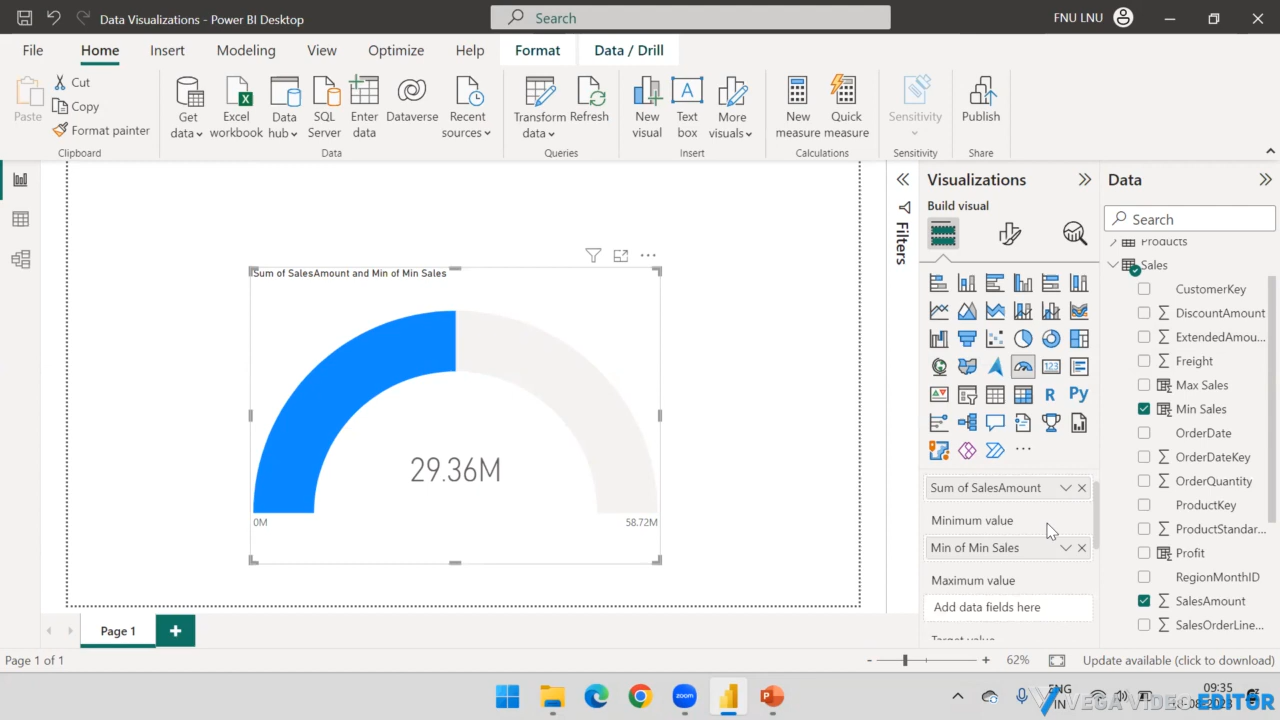 Data Visualizations - Power BI Desktop
Search
FNU LNU
File
Home
Insert
Modeling
View
Optimize
Help
Format
Data / Drill
Paste
Cut
Copy
Format painter
Clipboard
Get data
Excel workbook
Data hub
SQL Server
Enter data
Dataverse
Recent sources
Data
Transform data
Refresh
Queries
New visual
A
Text box
More visuals
Insert
New measure
Quick measure
Calculations
Sensitivity
Sensitivity
Publish
Share
Filters
Visualizations
Build visual
123
R
Py
Sum of SalesAmount
Minimum value
Min of Min Sales
Maximum value
Add data fields here
Target value
Data
Search
Products
Sales
CustomerKey
DiscountAmount
ExtendedAmou...
Freight
Max Sales
Min Sales
OrderDate
OrderDateKey
OrderQuantity
ProductKey
ProductStandar...
Profit
RegionMonthID
SalesAmount
SalesOrderLine...
Sum of SalesAmount and Min of Min Sales
29.36M
0M
58.72M
Page 1
Page 1 of 1
- + 62%
Update available (click to download)
zoom
ENG
IN
09:35
VEGA VIDEO EDITOR